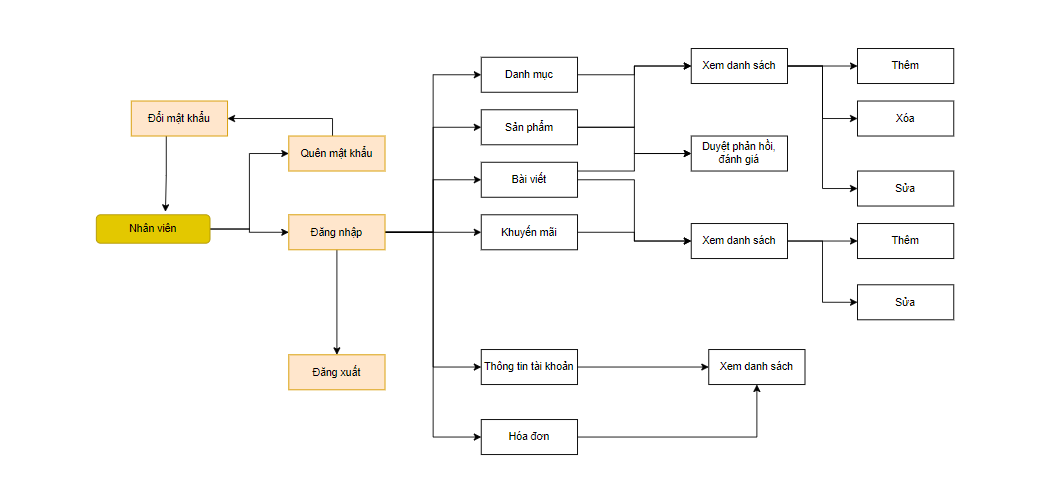 Danh mục
Xem danh sách
Thêm
Đổi mật khẩu
Sản phẩm
Xóa
Quên mật khẩu
Duyệt phản hồi,
đánh giá
Bài viết
Sửa
Nhân viên
Đăng nhập
Khuyến mãi
Xem danh sách
Thêm
Sửa
Đăng xuất
Thông tin tài khoản
Xem danh sách
Hóa đơn